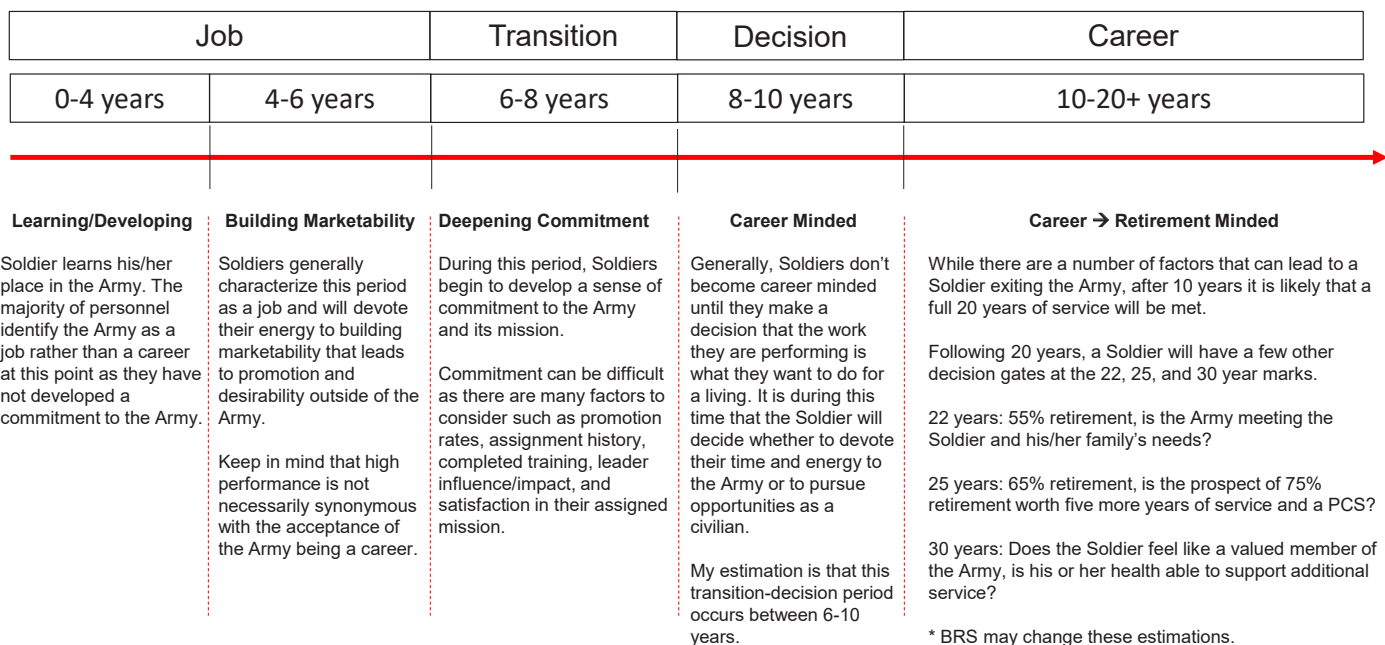 Job
Transition
Decision
Career
0-4 years
4-6 years
6-8 years
8-10 years
10-20+ years
Learning/Developing
Soldier learns his/her
place in the Army. The
majority of personnel
identify the Army as a
job rather than a career
at this point as they have
not developed a
commitment to the Army.
Building Marketability
Soldiers generally
characterize this period
as a job and will devote
their energy to building
marketability that leads
to promotion and
desirability outside of the
Army.
Keep in mind that high
performance is not
necessarily synonymous
with the acceptance of
the Army being a career.
Deepening Commitment
During this period, Soldiers
begin to develop a sense of
commitment to the Army
and its mission.
Commitment can be difficult
as there are many factors to
consider such as promotion
rates, assignment history,
completed training, leader
influence/impact, and
satisfaction in their assigned
mission.
Career Minded
Generally, Soldiers don't
become career minded
until they make a
decision that the work
they are performing is
what they want to do for
a living. It is during this
time that the Soldier will
decide whether to devote
their time and energy to
the Army or to pursue
opportunities as a
civilian.
My estimation is that this
transition-decision period
occurs between 6-10
years.
Career → Retirement Minded
While there are a number of factors that can lead to a
Soldier exiting the Army, after 10 years it is likely that a
full 20 years of service will be met.
Following 20 years, a Soldier will have a few other
decision gates at the 22, 25, and 30 year marks.
22 years: 55% retirement, is the Army meeting the
Soldier and his/her family's needs?
25 years: 65% retirement, is the prospect of 75%
retirement worth five more years of service and a PCS?
30 years: Does the Soldier feel like a valued member of
the Army, is his or her health able to support additional
service?
* BRS may change these estimations.